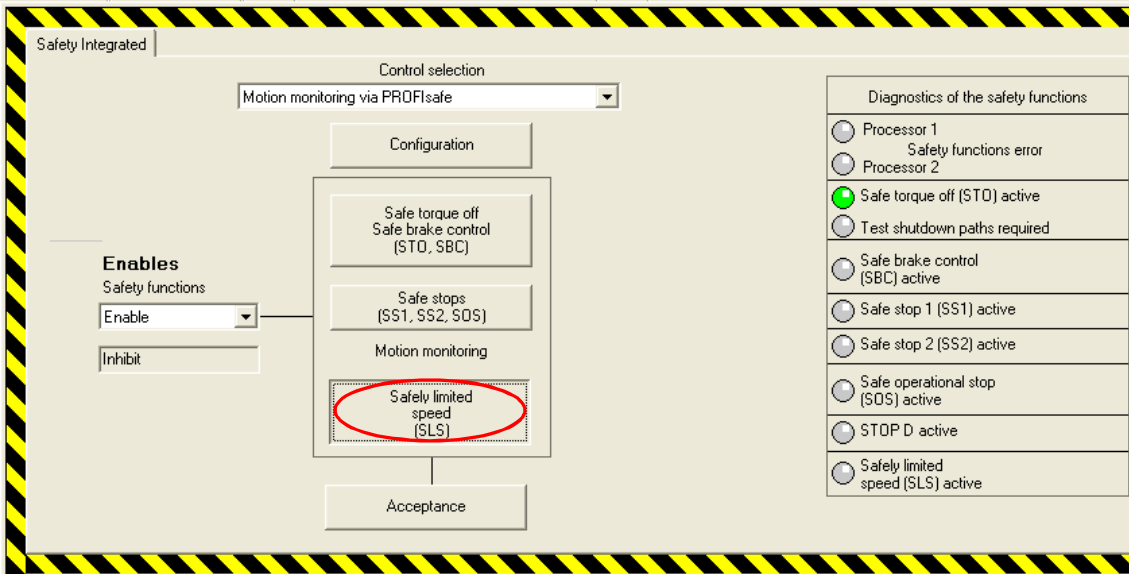 Safety Integrated
Control selection
Motion monitoring via PROFIsafe
Configuration
Safe torque off
Safe brake control
(STO, SBC)
Enables
Safety functions
Enable
Inhibit
Safe stops
(SS1, SS2, SOS)
Motion monitoring
Safely limited
speed
(SLS)
Acceptance
Diagnostics of the safety functions
Processor 1
Safety functions error
Processor 2
Safe torque off (STO) active
Test shutdown paths required
Safe brake control
(SBC) active
Safe stop 1 (SS1) active
Safe stop 2 (SS2) active
Safe operational stop
(SOS) active
STOP D active
Safely limited
speed (SLS) active